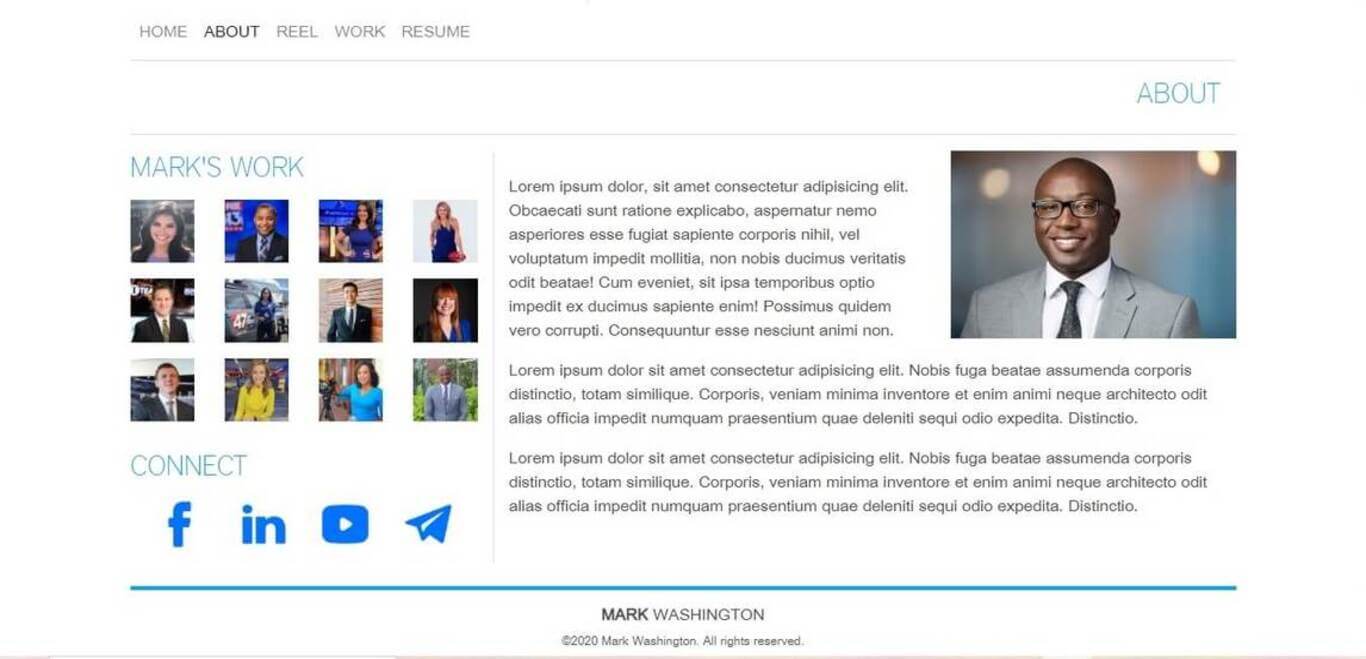 HOME ABOUT REEL WORK RESUME
ABOUT
MARK'S WORK
CONNECT
Lorem ipsum dolor, sit amet consectetur adipisicing elit.
Obcaecati sunt ratione explicabo, aspernatur nemo
asperiores esse fugiat sapiente corporis nihil, vel
voluptatum impedit mollitia, non nobis ducimus veritatis
odit beatae! Cum eveniet, sit ipsa temporibus optio
impedit ex ducimus sapiente enim! Possimus quidem
vero corrupti. Consequuntur esse nesciunt animi non.
Lorem ipsum dolor sit amet consectetur adipisicing elit. Nobis fuga beatae assumenda corporis
distinctio, totam similique. Corporis, veniam minima inventore et enim animi neque architecto odit
alias officia impedit numquam praesentium quae deleniti sequi odio expedita. Distinctio.
Lorem ipsum dolor sit amet consectetur adipisicing elit. Nobis fuga beatae assumenda corporis
distinctio, totam similique. Corporis, veniam minima inventore et enim animi neque architecto odit
alias officia impedit numquam praesentium quae deleniti sequi odio expedita. Distinctio.
MARK WASHINGTON
©2020 Mark Washington. All rights reserved.